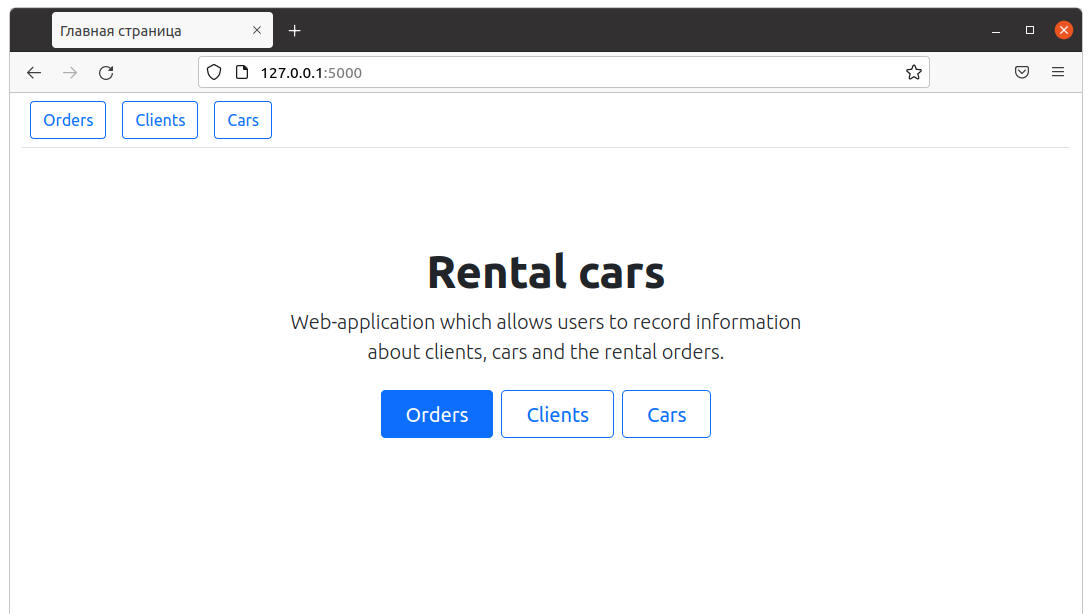 Главная страница
127.0.0.1:5000
Orders Clients Cars
Rental cars
Web-application which allows users to record information
about clients, cars and the rental orders.
Orders Clients Cars